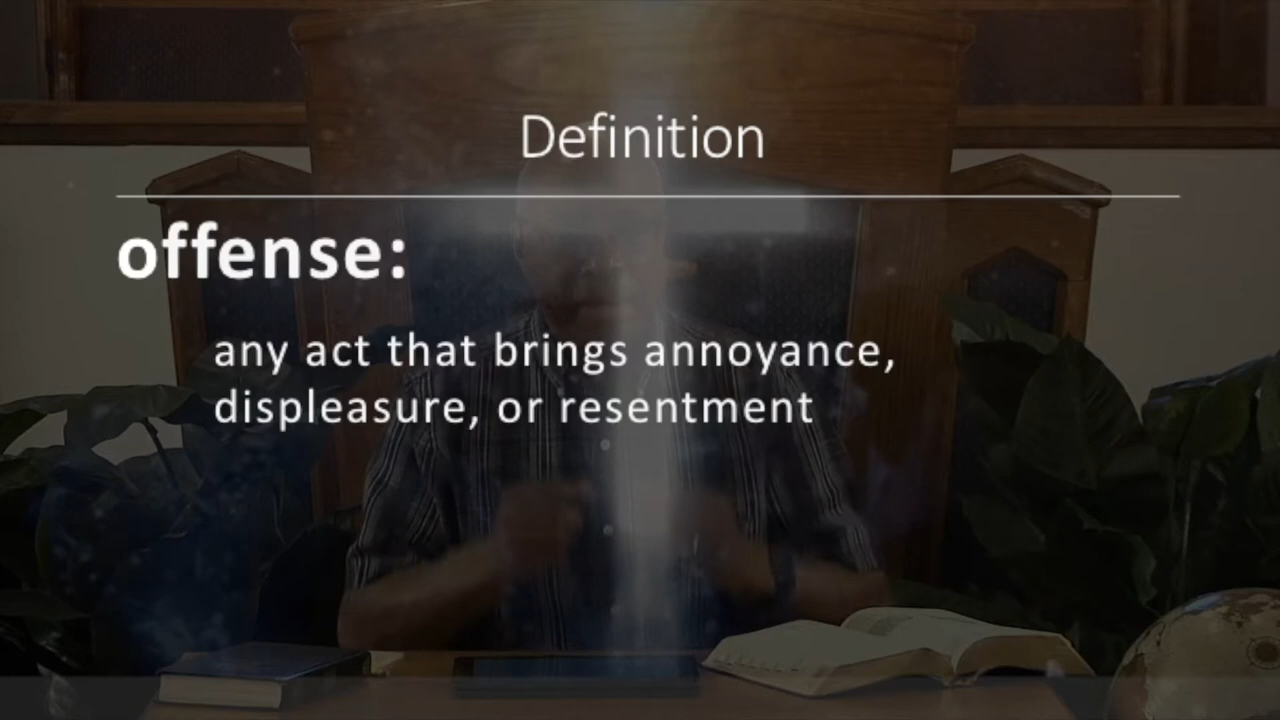 Definition
offense:
any act that brings annoyance,
displeasure, or resentment